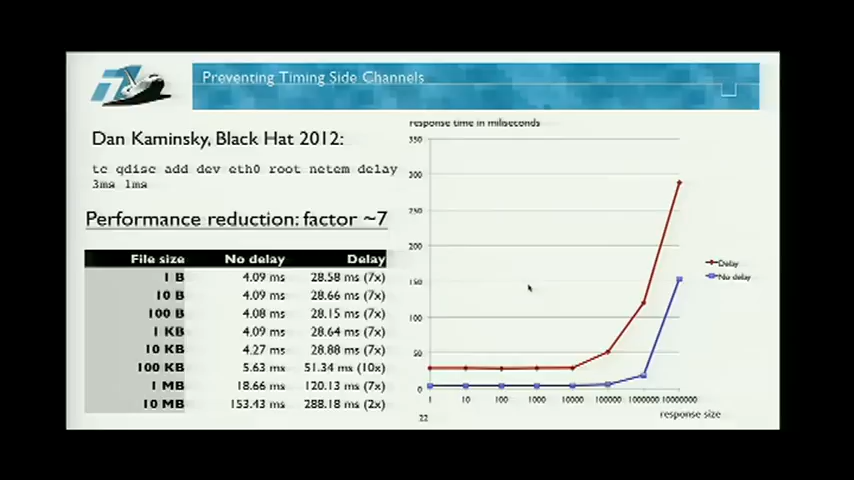 Preventing Timing Side Channels
Dan Kaminsky, Black Hat 2012:
tc qdisc add dev eth0 root netem delay
3ms 1ms
Performance reduction: factor ~7
File size No delay Delay
1 B 4.09 ms 28.58 ms (7x)
10 B 4.09 ms 28.66 ms (7x)
100 B 4.08 ms 28.15 ms (7x)
1 KB 4.09 ms 28.64 ms (7x)
10 KB 4.27 ms 28.88 ms (7x)
100 KB 5.63 ms 51.34 ms (10x)
1 MB 18.66 ms 120.13 ms (7x)
10 MB 153.43 ms 288.18 ms (2x)
response time in miliseconds
350
300
250
200
150
100
50
0
1 10 100 1000 10000 100000 1000000 10000000
response size
Delay
No delay
22